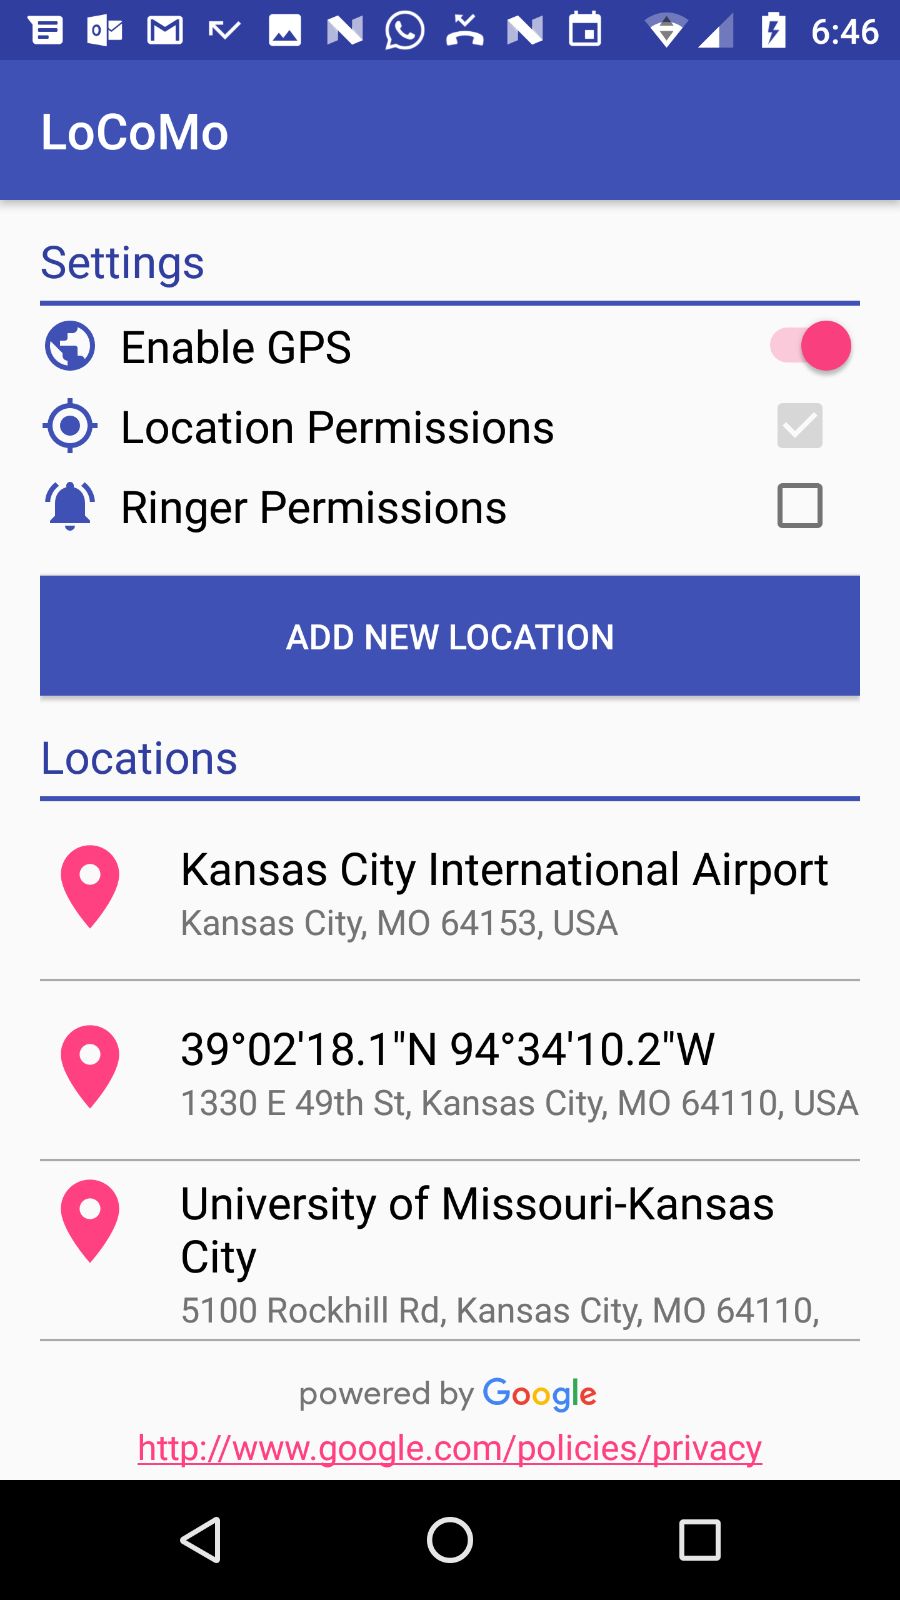 6:46
LoCoMo
Settings
Enable GPS
Location Permissions
Ringer Permissions
ADD NEW LOCATION
Locations
Kansas City International Airport
Kansas City, MO 64153, USA
39°02'18.1"N 94°34'10.2"W
1330 E 49th St, Kansas City, MO 64110, USA
University of Missouri-Kansas
City
5100 Rockhill Rd, Kansas City, MO 64110,
powered by Google
http://www.google.com/policies/privacy